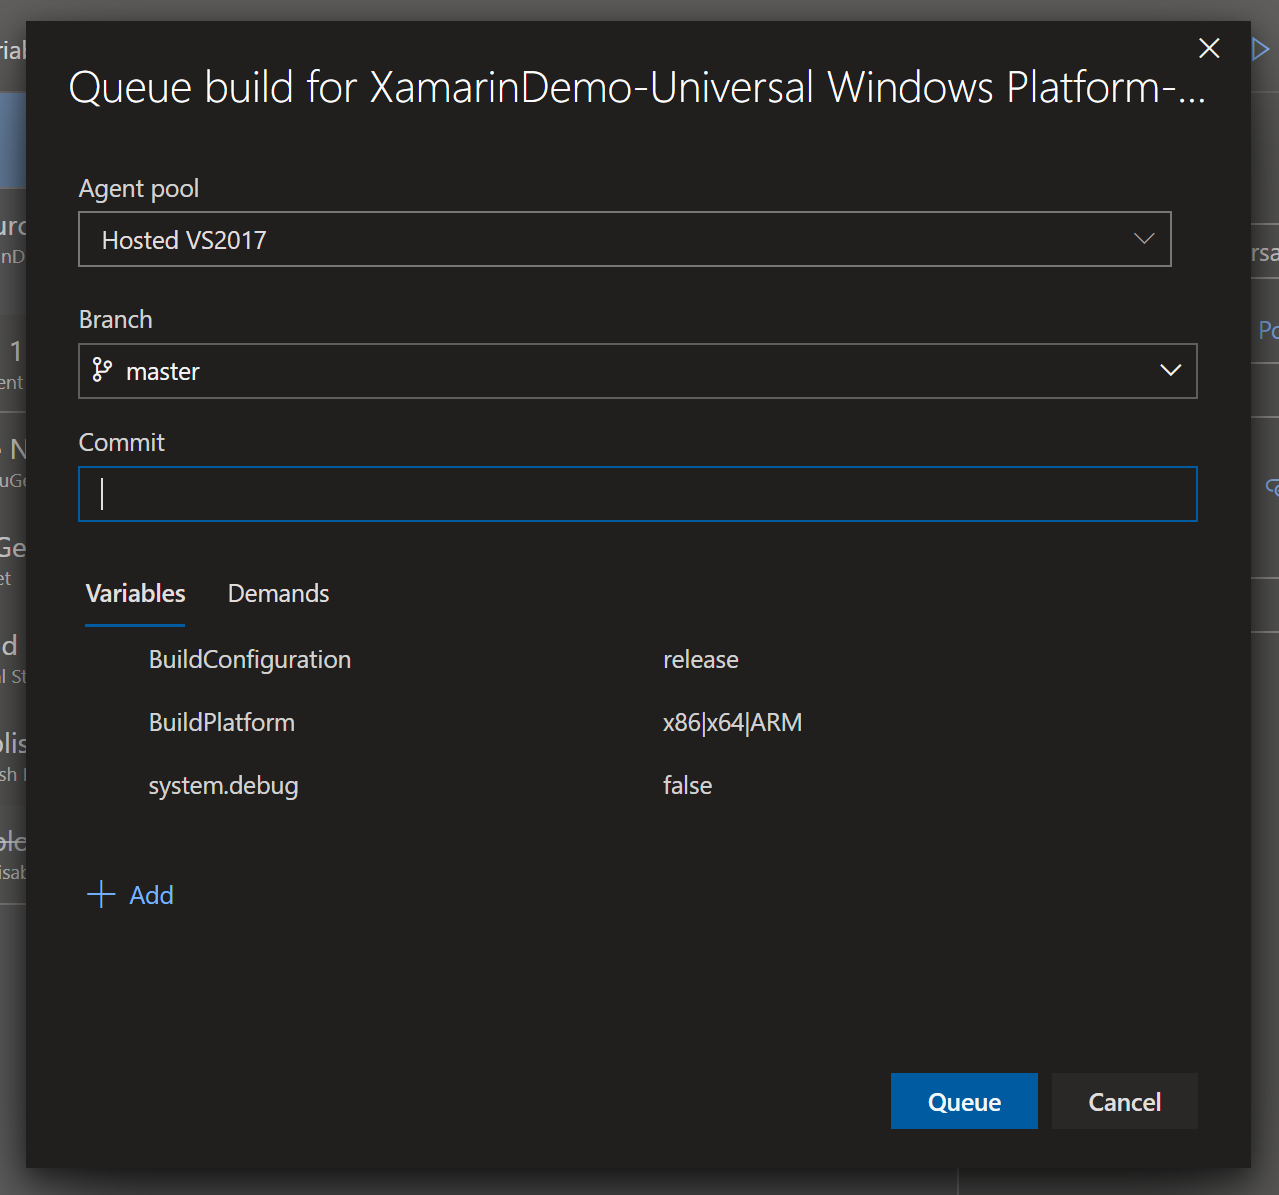 Queue build for XamarinDemo-Universal Windows Platform-...
Agent pool
Hosted VS2017
Branch
master
Commit
Variables Demands
BuildConfiguration release
BuildPlatform x86|x64|ARM
system.debug false
Add
Queue Cancel